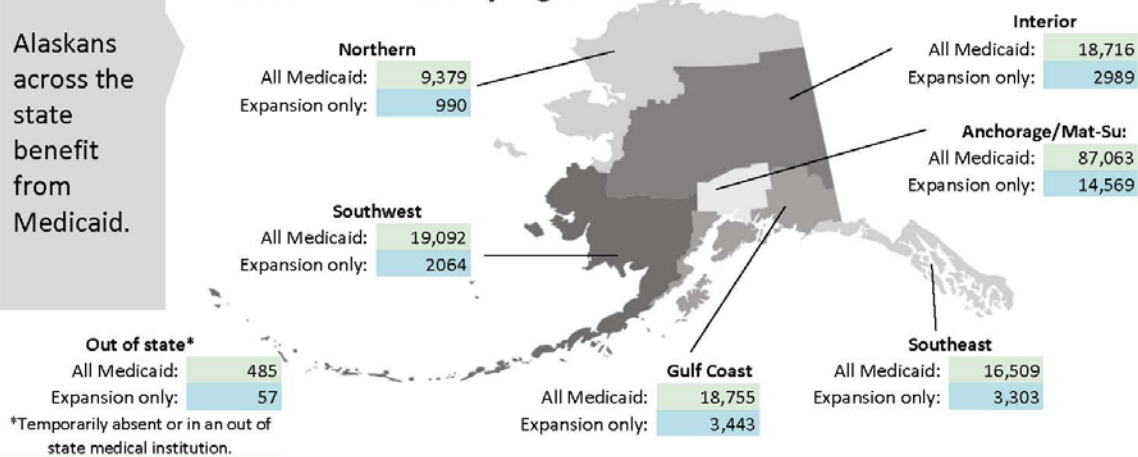 Alaskans
across the
state
benefit
from
Medicaid.
Northern
All Medicaid: 9,379
Expansion only: 990
Interior
All Medicaid: 18,716
Expansion only: 2989
Anchorage/Mat-Su:
All Medicaid: 87,063
Expansion only: 14,569
Southwest
All Medicaid: 19,092
Expansion only: 2064
Out of state*
All Medicaid: 485
Expansion only: 57
*Temporarily absent or in an out of
state medical institution.
Gulf Coast
All Medicaid: 18,755
Expansion only: 3,443
Southeast
All Medicaid: 16,509
Expansion only: 3,303